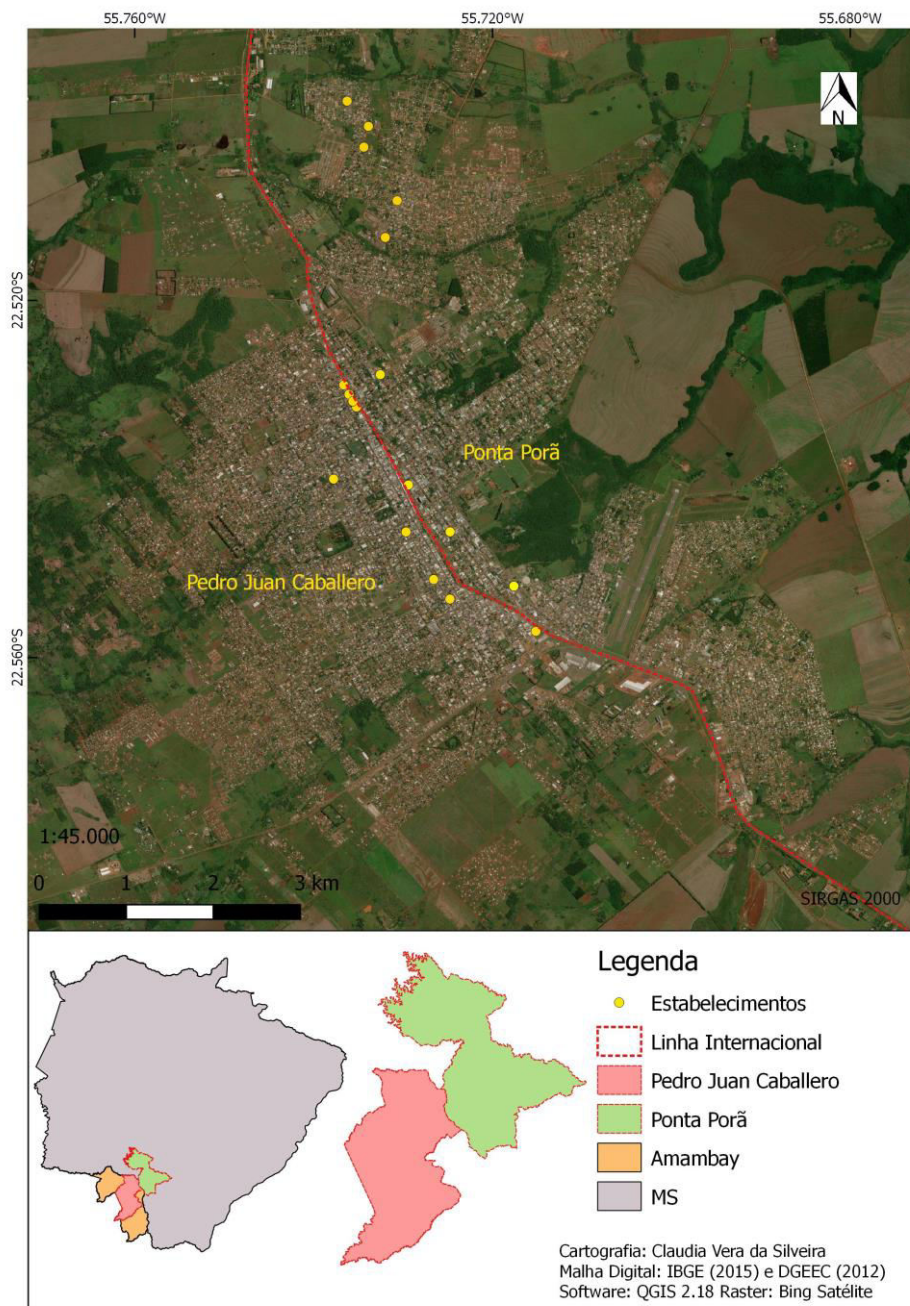 55.760°W
55.720°W
55.680°W
N
22.520°S
Ponta Porã
Pedro Juan Caballero
22.560°S
1:45.000
0 1 2 3 km
SIRGAS 2000
Legenda
Estabelecimentos
Linha Internacional
Pedro Juan Caballero
Ponta Porã
Amambay
MS
Cartografia: Claudia Vera da Silveira
Malha Digital: IBGE (2015) e DGEEC (2012)
Software: QGIS 2.18 Raster: Bing Satélite